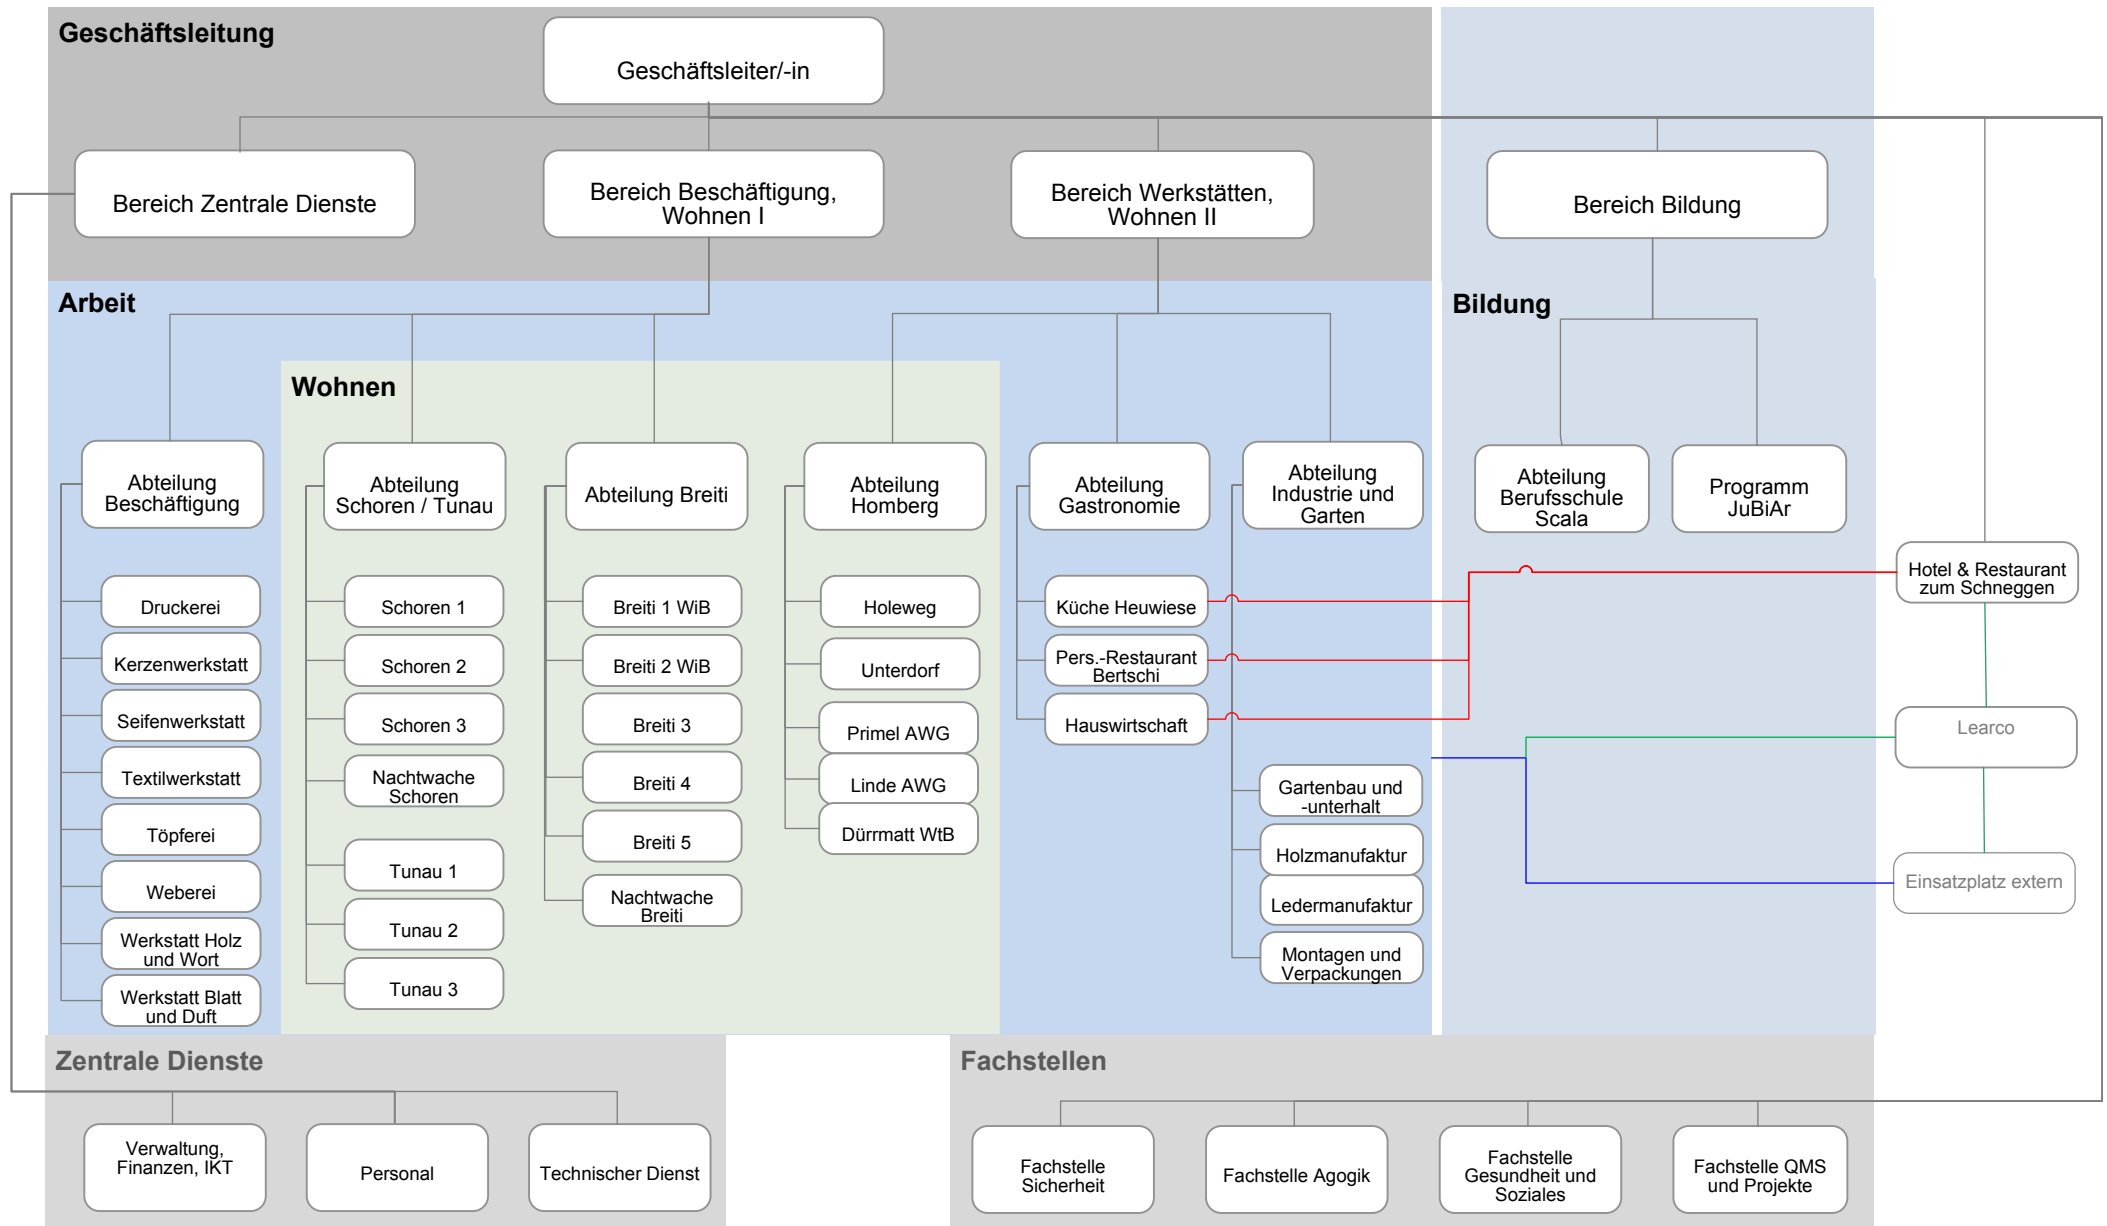 Geschäftsleitung
Geschäftsleiter/-in
Bereich Zentrale Dienste
Bereich Beschäftigung,
Wohnen I
Bereich Werkstätten,
Wohnen II
Bereich Bildung
Arbeit
Bildung
Wohnen
Abteilung
Beschäftigung
Abteilung
Schoren / Tunau
Abteilung Breiti
Abteilung
Homberg
Abteilung
Gastronomie
Abteilung
Industrie und
Garten
Abteilung
Berufsschule
Scala
Programm
JuBiAr
Druckerei
Kerzenwerkstatt
Seifenwerkstatt
Textilwerkstatt
Töpferei
Weberei
Werkstatt Holz
und Wort
Werkstatt Blatt
und Duft
Schoren 1
Schoren 2
Schoren 3
Nachtwache
Schoren
Tunau 1
Tunau 2
Tunau 3
Breiti 1 WiB
Breiti 2 WiB
Breiti 3
Breiti 4
Breiti 5
Nachtwache
Breiti
Holeweg
Unterdorf
Primel AWG
Linde AWG
Dürrmatt WtB
Küche Heuwiese
Pers.-Restaurant
Bertschi
Hauswirtschaft
Gartenbau und
-unterhalt
Holzmanufaktur
Ledermanufaktur
Montagen und
Verpackungen
Hotel & Restaurant
zum Schneggen
Learco
Einsatzplatz extern
Zentrale Dienste
Verwaltung,
Finanzen, IKT
Personal
Technischer Dienst
Fachstellen
Fachstelle
Sicherheit
Fachstelle Agogik
Fachstelle
Gesundheit und
Soziales
Fachstelle QMS
und Projekte